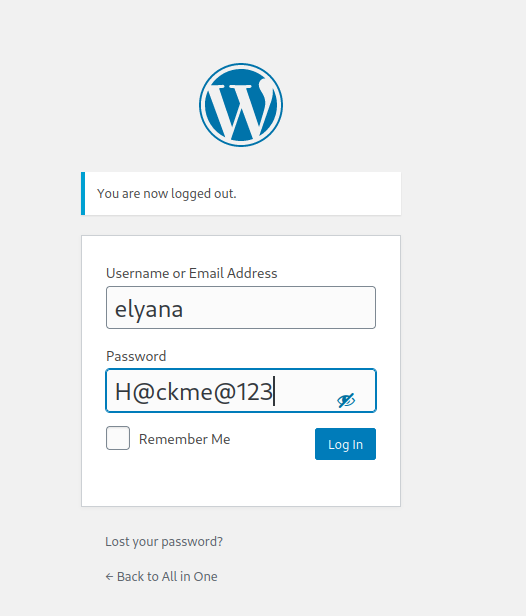 You are now logged out.
Username or Email Address
elyana
Password
H@ckme@123
Remember Me
Log In
Lost your password?
← Back to All in One